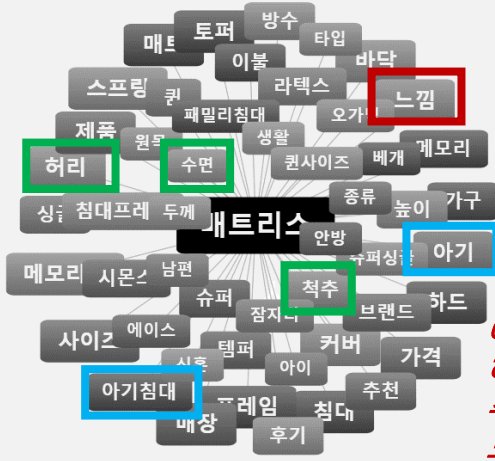 방수
토퍼
타입
매트
이불
바닥
스프링
퀸
라텍스
느낌
패밀리침대
오가닉
제품
원목
생활
메모리
허리
수면
퀸사이즈
베개
종류
가구
싱글
침대프레
두께
높이
매트리스
안방
슈퍼싱글
아기
메모리
시몬스
남편
척추
하드
슈퍼
잠자리
브랜드
사이즈
에이스
템퍼
커버
가격
신혼
아이
아기침대
추천
프레임
침대
매장
후기